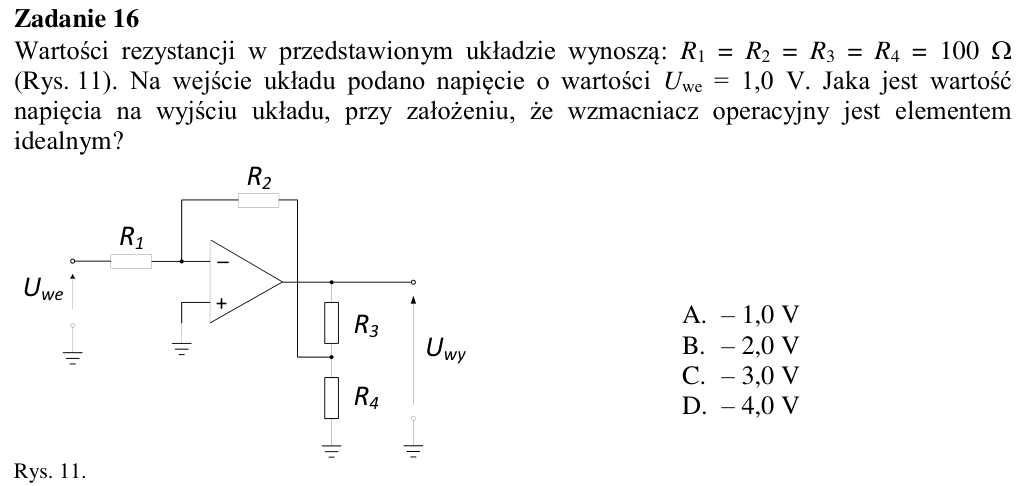 Zadanie 16
Wartości rezystancji w przedstawionym układzie wynoszą: R1 = R2 = R3 = R4 = 100 Ω
(Rys. 11). Na wejście układu podano napięcie o wartości Uwe = 1,0 V. Jaka jest wartość
napięcia na wyjściu układu, przy założeniu, że wzmacniacz operacyjny jest elementem
idealnym?
R2
R1
−
Uwe
+
R3
Uwy
R4
A. – 1,0 V
B. – 2,0 V
C. – 3,0 V
D. – 4,0 V
Rys. 11.